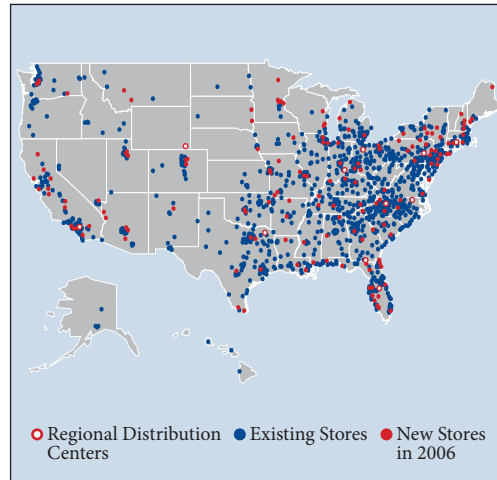 Regional Distribution Centers
Existing Stores
New Stores in 2006